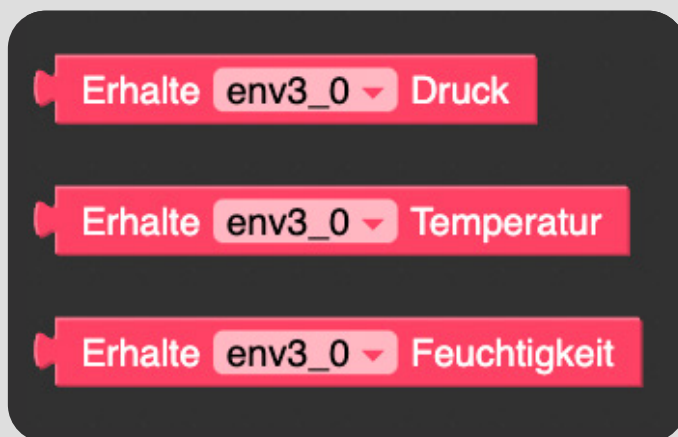 Erhalte env3_0 Druck
Erhalte env3_0 Temperatur
Erhalte env3_0 Feuchtigkeit